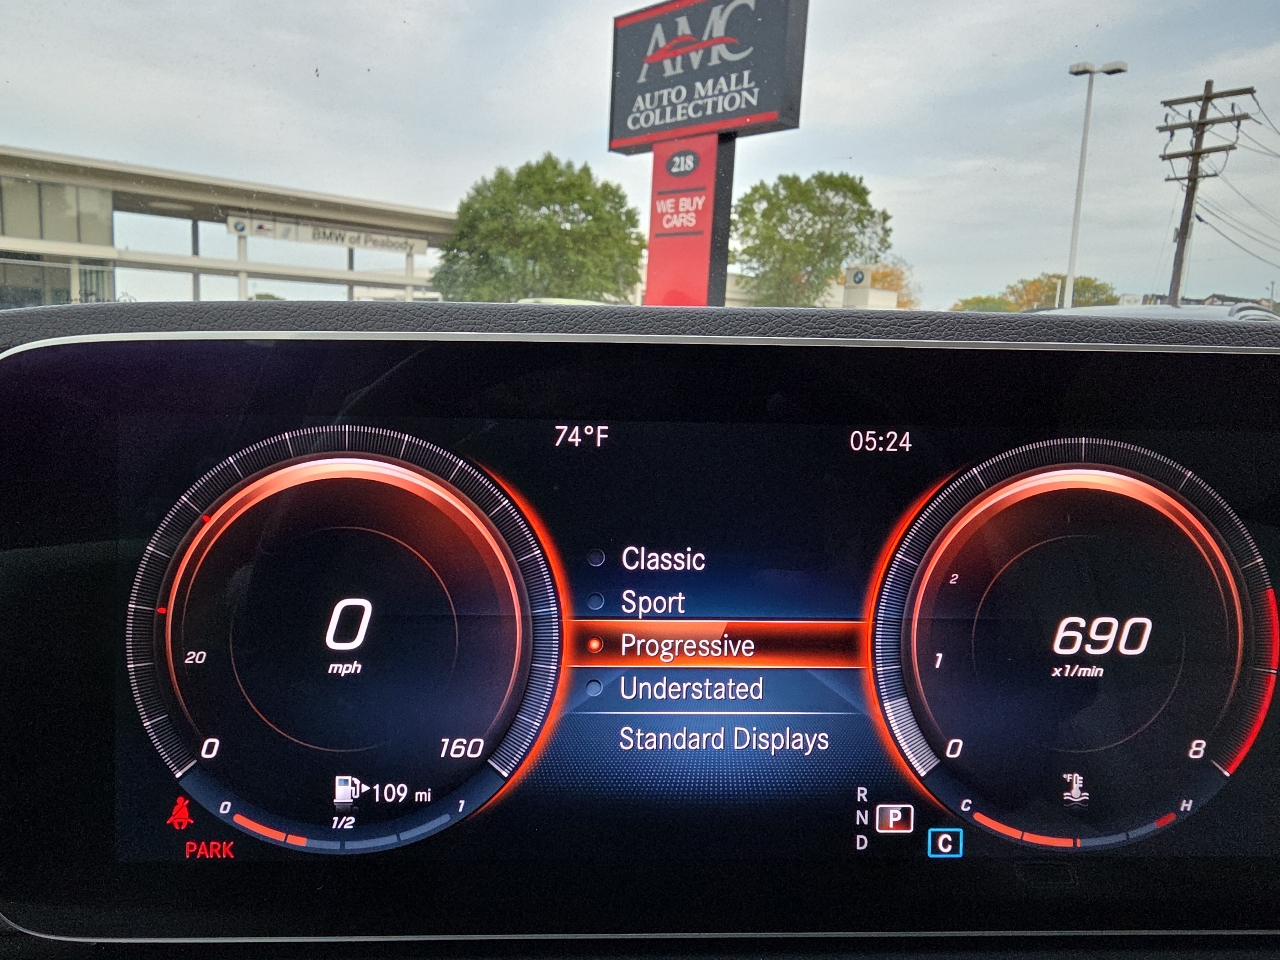 AMC
AUTO MALL
COLLECTION
218
WE BUY
CARS
BMW of Peabody
74°F
05:24
Classic
Sport
Progressive
Understated
Standard Displays
0
mph
20
0
160
109 mi
0
1/2
1
PARK
2
1
0
8
690
x1/min
°F
C
H
R
N
P
D
C